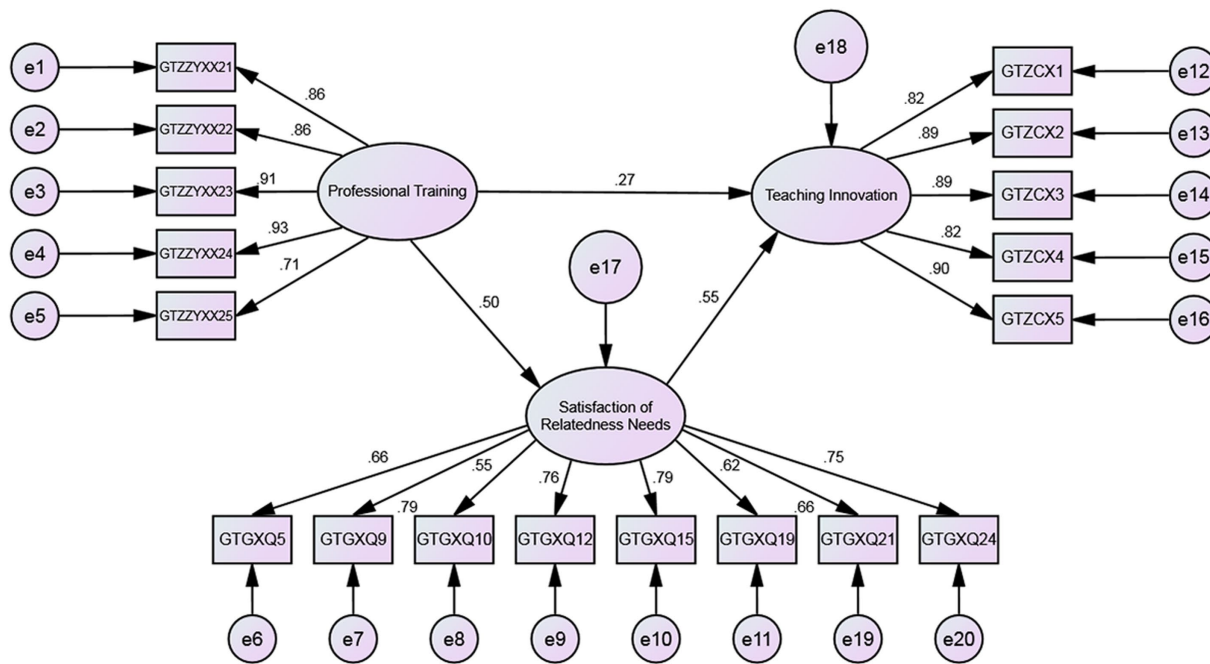 e1
GTZZYXX21
.86
e2
GTZZYXX22
.86
e3
GTZZYXX23
.91
e4
GTZZYXX24
.93
e5
GTZZYXX25
.71
Professional Training
.27
.50
e18
Teaching Innovation
.82
GTZCX1
e12
.89
GTZCX2
e13
.89
GTZCX3
e14
.82
GTZCX4
e15
.90
GTZCX5
e16
e17
.55
Satisfaction of
Relatedness Needs
.66
.79
.55
.76
.79
.62
.66
.75
GTGXQ5
GTGXQ9
GTGXQ10
GTGXQ12
GTGXQ15
GTGXQ19
GTGXQ21
GTGXQ24
e6
e7
e8
e9
e10
e11
e19
e20